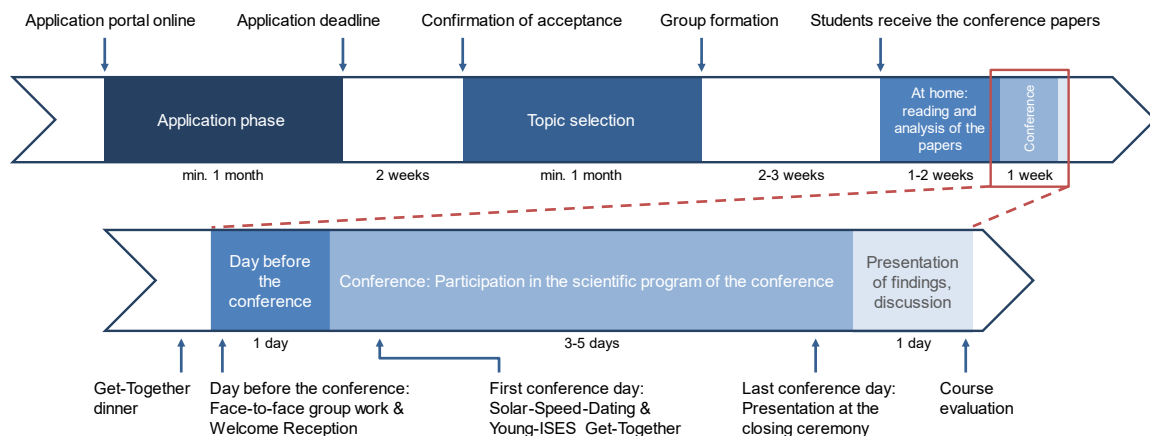 Application portal online
Application deadline
Confirmation of acceptance
Group formation
Students receive the conference papers
Application phase
Topic selection
At home:
reading and
analysis of the
papers
Conference
min. 1 month
2 weeks
min. 1 month
2-3 weeks
1-2 weeks
1 week
Day before
the
conference
Conference: Participation in the scientific program of the conference
Presentation
of findings,
discussion
1 day
3-5 days
1 day
Get-Together
dinner
Day before the conference:
Face-to-face group work &
Welcome Reception
First conference day:
Solar-Speed-Dating &
Young-ISES Get-Together
Last conference day:
Presentation at the
closing ceremony
Course
evaluation